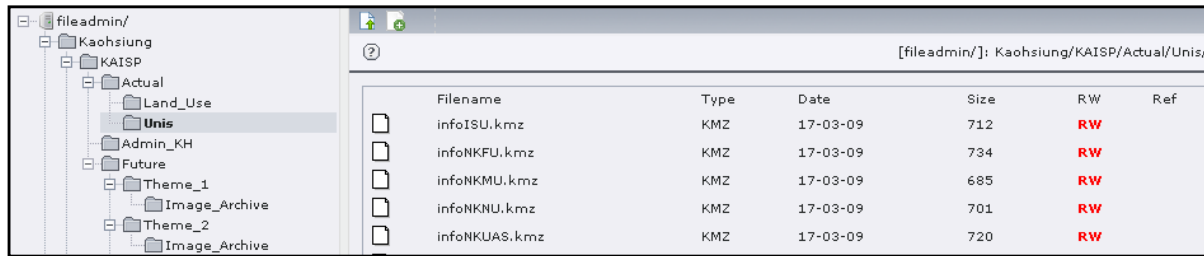 fileadmin/
Kaohsiung
KAISP
Actual
Land_Use
Unis
Admin_KH
Future
Theme_1
Image_Archive
Theme_2
Image_Archive
?
[fileadmin/]: Kaohsiung/KAISP/Actual/Unis/
Filename Type Date Size RW Ref
infoISU.kmz KMZ 17-03-09 712 RW
infoNKFU.kmz KMZ 17-03-09 734 RW
infoNKMU.kmz KMZ 17-03-09 685 RW
infoNKNU.kmz KMZ 17-03-09 701 RW
infoNKUAS.kmz KMZ 17-03-09 720 RW